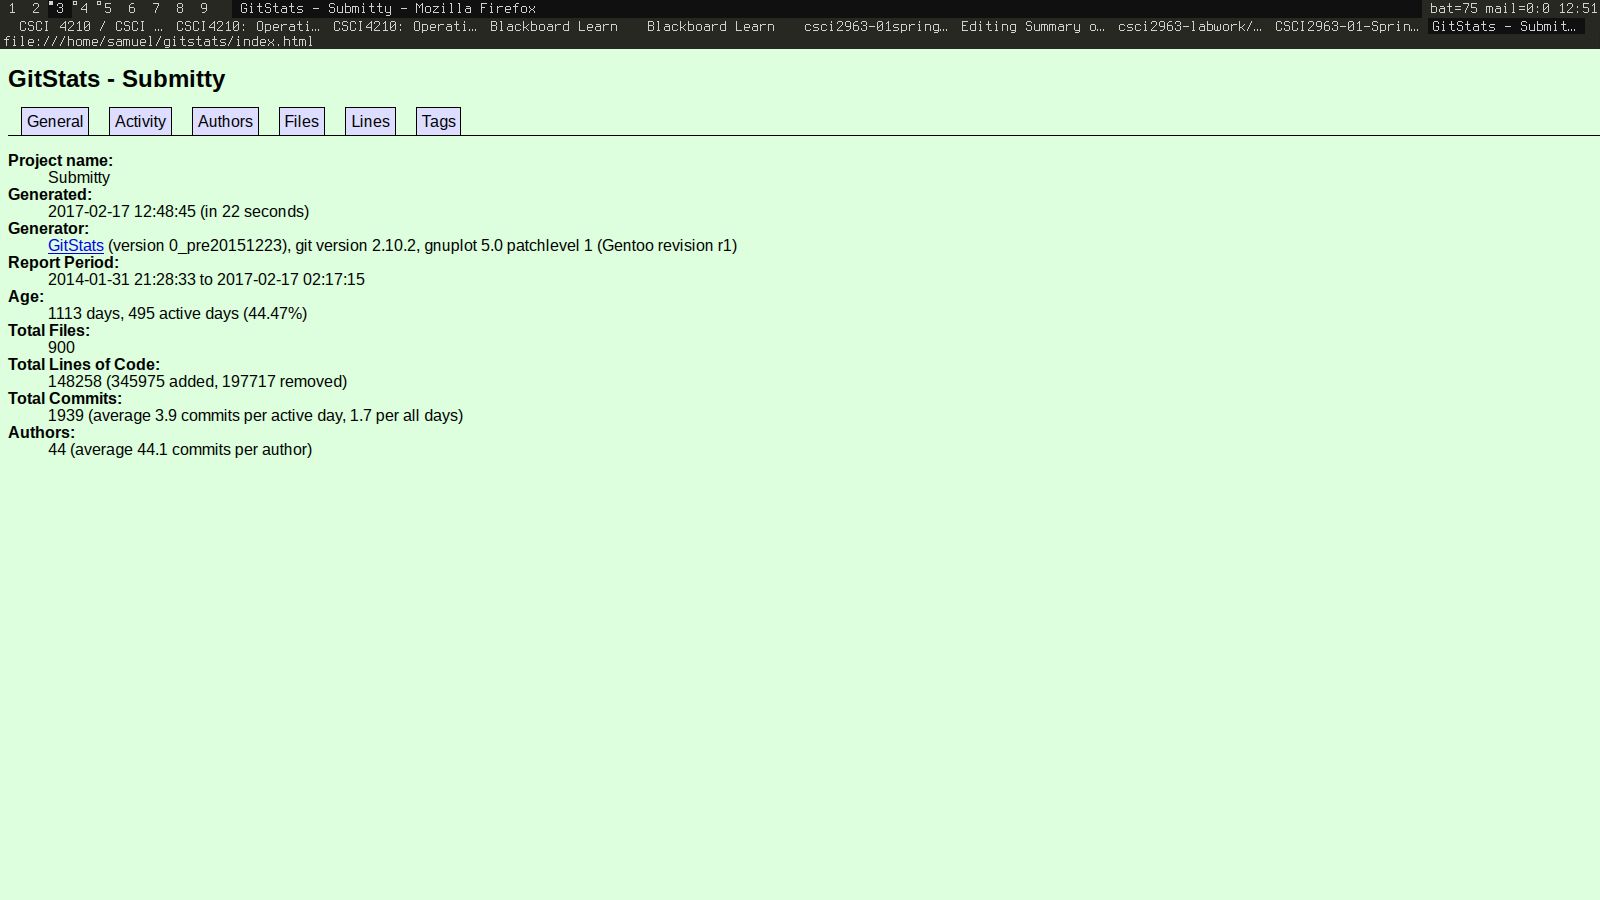 1 2 3 4 5 6 7 8 9 GitStats - Submitty - Mozilla Firefox bat=75 mail=0:0 12:51
CSCI 4210 / CSCI … CSCI4210: Operati… CSCI4210: Operati… Blackboard Learn Blackboard Learn csci2963-01spring… Editing Summary o… csci2963-labwork/… CSCI2963-01-Sprin… GitStats - Submit…
file:///home/samuel/gitstats/index.html
GitStats - Submitty
General Activity Authors Files Lines Tags
Project name:
Submitty
Generated:
2017-02-17 12:48:45 (in 22 seconds)
Generator:
GitStats (version 0_pre20151223), git version 2.10.2, gnuplot 5.0 patchlevel 1 (Gentoo revision r1)
Report Period:
2014-01-31 21:28:33 to 2017-02-17 02:17:15
Age:
1113 days, 495 active days (44.47%)
Total Files:
900
Total Lines of Code:
148258 (345975 added, 197717 removed)
Total Commits:
1939 (average 3.9 commits per active day, 1.7 per all days)
Authors:
44 (average 44.1 commits per author)